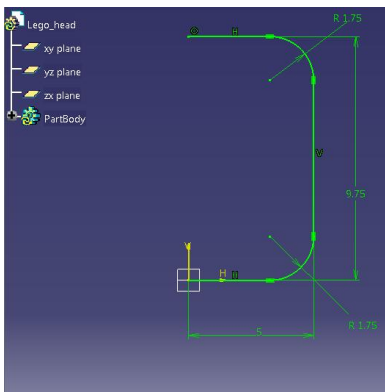 Lego_head
xy plane
yz plane
zx plane
PartBody
R 1.75
H
V
9.75
V
H
H
5
R 1.75